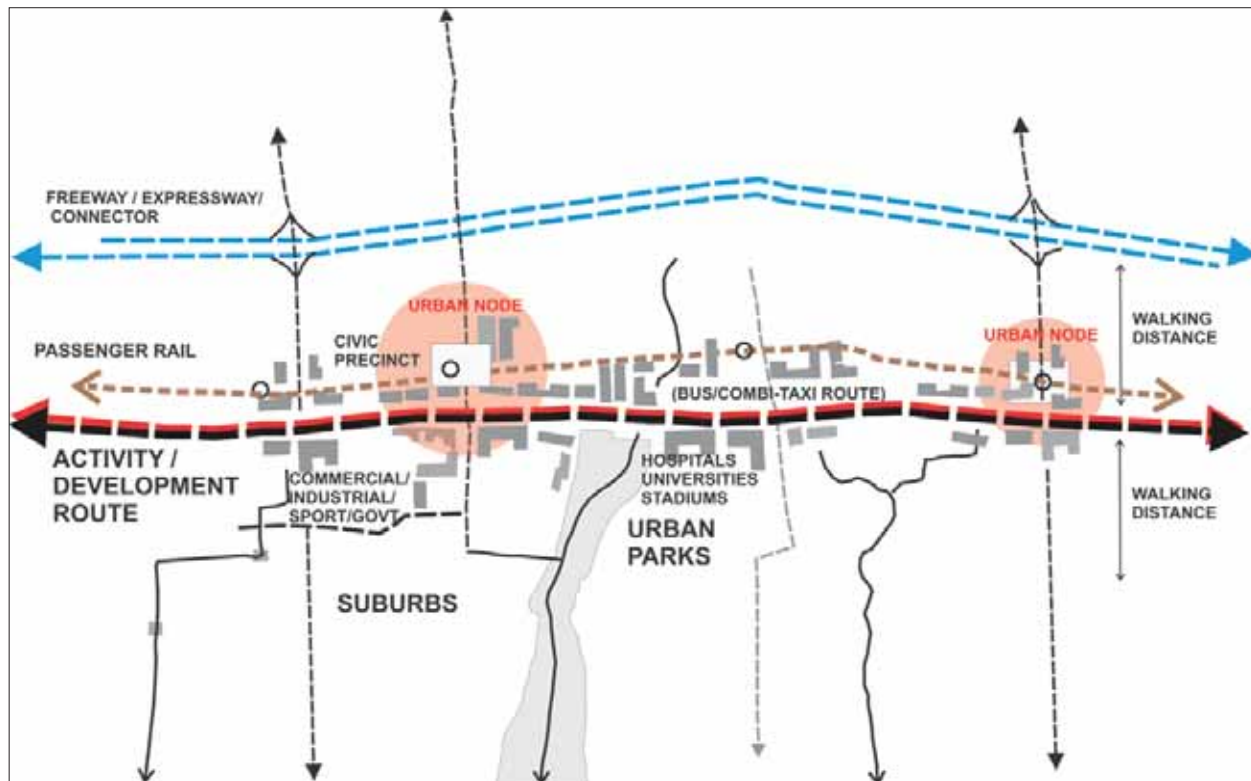 FREEWAY / EXPRESSWAY/
CONNECTOR
URBAN NODE
CIVIC
PRECINCT
PASSENGER RAIL
URBAN NODE
WALKING
DISTANCE
(BUS/COMBI-TAXI ROUTE)
ACTIVITY /
DEVELOPMENT
ROUTE
COMMERCIAL/
INDUSTRIAL/
SPORT/GOVT
HOSPITALS
UNIVERSITIES
STADIUMS
URBAN
PARKS
WALKING
DISTANCE
SUBURBS